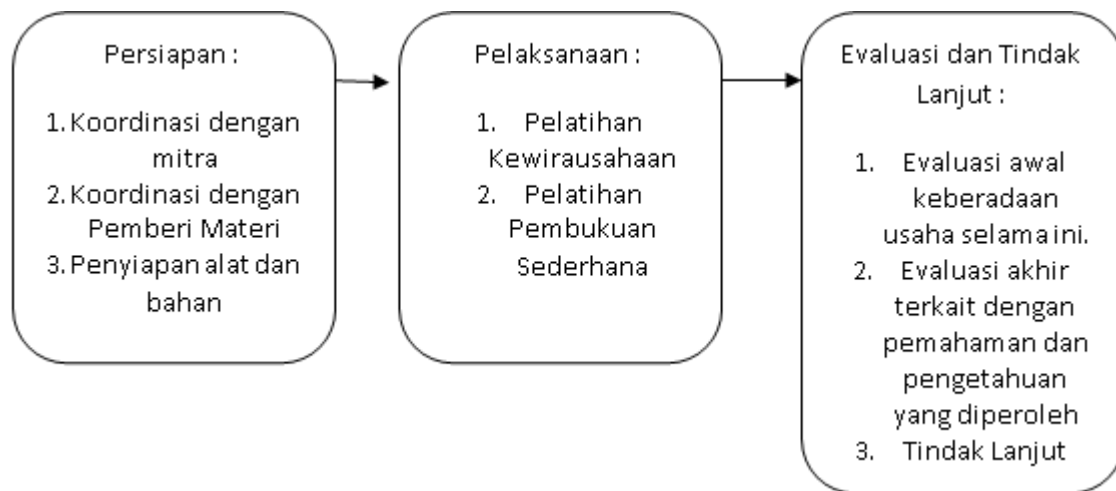 Persiapan :
1. Koordinasi dengan
mitra
2. Koordinasi dengan
Pemberi Materi
3. Penyiapan alat dan
bahan
Pelaksanaan :
1. Pelatihan
Kewirausahaan
2. Pelatihan
Pembukuan
Sederhana
Evaluasi dan Tindak
Lanjut :
1. Evaluasi awal
keberadaan
usaha selama ini.
2. Evaluasi akhir
terkait dengan
pemahaman dan
pengetahuan
yang diperoleh
3. Tindak Lanjut